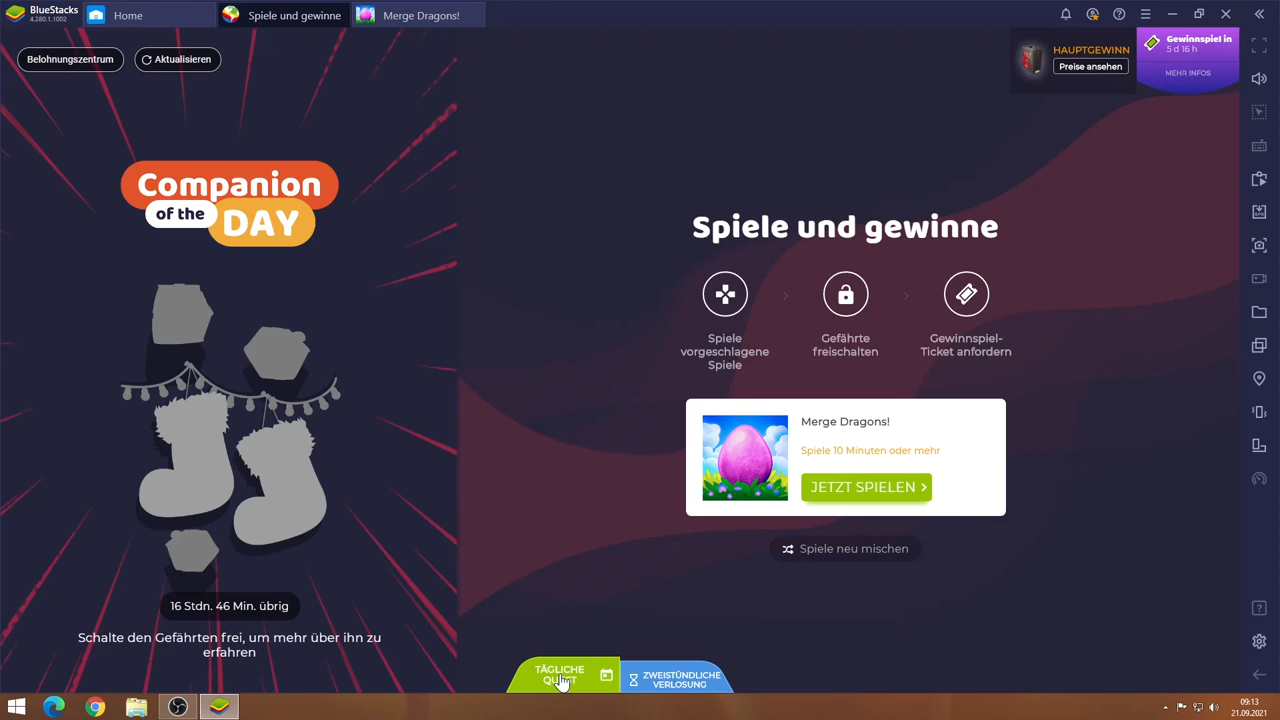 BlueStacks
4.280.1.1002
Home
Spiele und gewinne
Merge Dragons!
Belohnungszentrum
Aktualisieren
HAUPTGEWINN
Preise ansehen
Gewinnspiel in
5 d 16 h
MEHR INFOS
Companion
of the
DAY
Spiele und gewinne
Spiele
vorgeschlagene
Spiele
Gefährte
freischalten
Gewinnspiel-
Ticket anfordern
Merge Dragons!
Spiele 10 Minuten oder mehr
JETZT SPIELEN
Spiele neu mischen
16 Stdn. 46 Min. übrig
Schalte den Gefährten frei, um mehr über ihn zu
erfahren
TÄGLICHE
ZWEISTÜNDLICHE
VERLOSUNG
09:13
21.09.2021